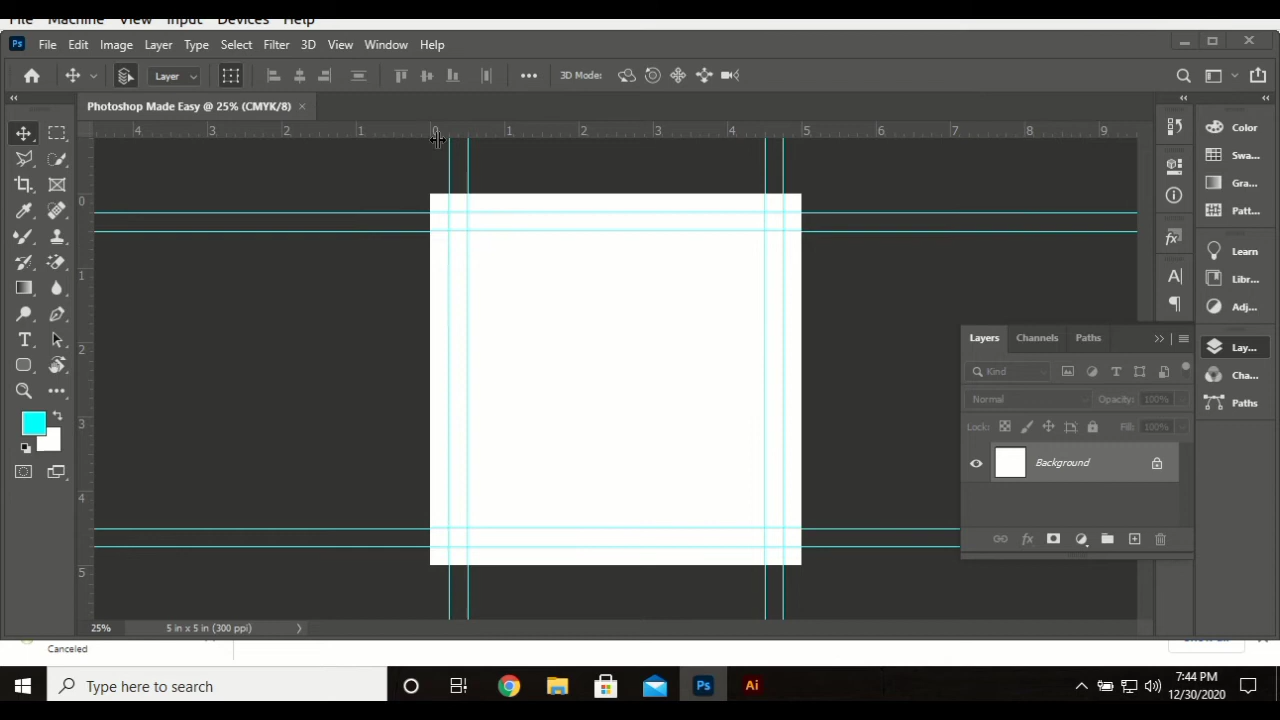 File Machine View Input Devices Help
Ps File Edit Image Layer Type Select Filter 3D View Window Help
Layer 3D Mode:
Photoshop Made Easy @ 25% (CMYK/8) ×
4 3 2 1 0 1 2 3 4 5 6 7 8 9
0
1
2
3
4
5
Color
Swa...
Gra...
Patt...
Learn
Libr...
Adj...
Lay...
Cha...
Paths
Layers Channels Paths
Kind
Normal Opacity: 100%
Lock: Fill: 100%
Background
fx
25% 5 in x 5 in (300 ppi)
Canceled
Type here to search
Ps Ai
7:44 PM
12/30/2020